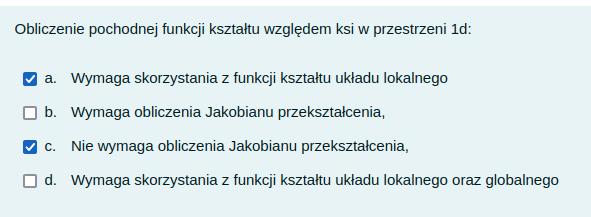 Obliczenie pochodnej funkcji kształtu względem ksi w przestrzeni 1d:
a. Wymaga skorzystania z funkcji kształtu układu lokalnego
b. Wymaga obliczenia Jakobianu przekształcenia,
c. Nie wymaga obliczenia Jakobianu przekształcenia,
d. Wymaga skorzystania z funkcji kształtu układu lokalnego oraz globalnego